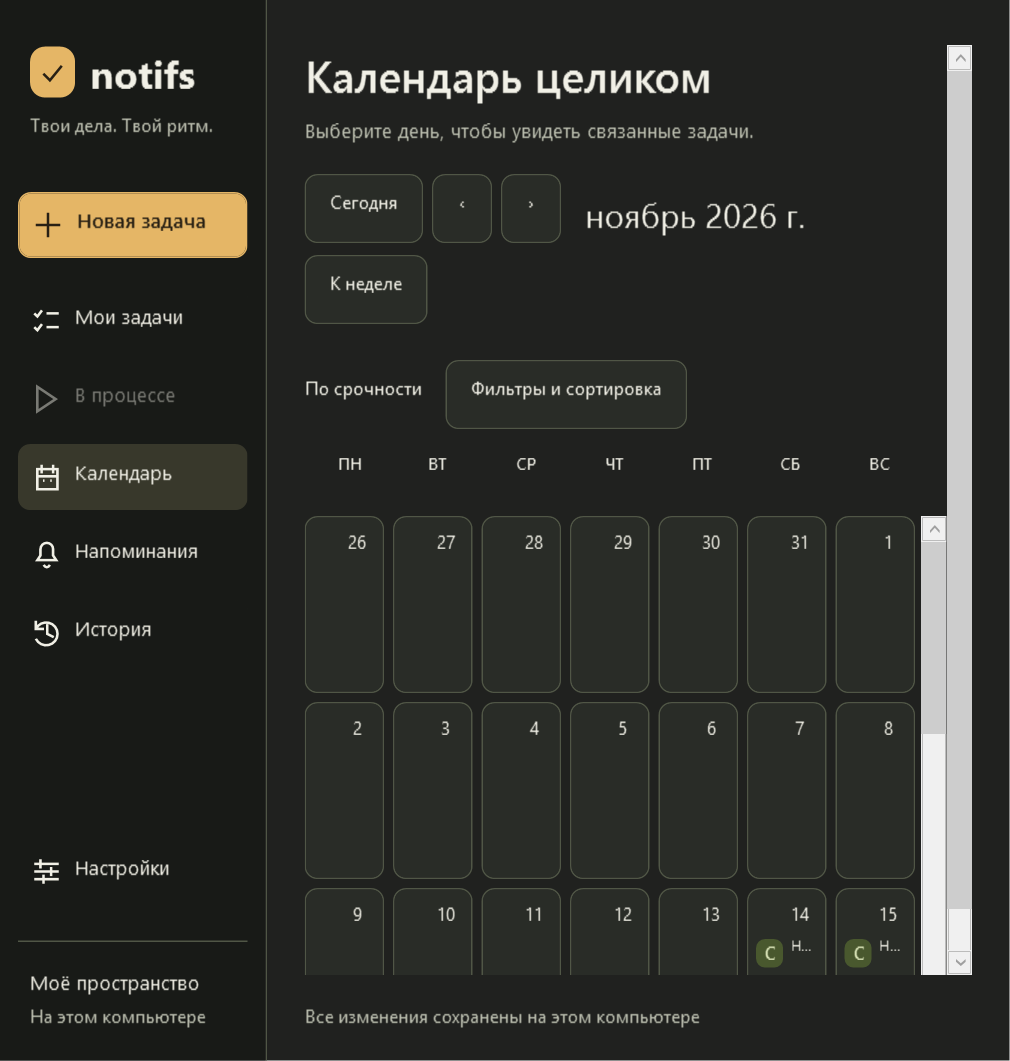 notifs
Твои дела. Твой ритм.
Новая задача
Мои задачи
В процессе
Календарь
Напоминания
История
Настройки
Моё пространство
На этом компьютере
Календарь целиком
Выберите день, чтобы увидеть связанные задачи.
Сегодня ‹ › ноябрь 2026 г.
К неделе
По срочности Фильтры и сортировка
ПН ВТ СР ЧТ ПТ СБ ВС
26 27 28 29 30 31 1
2 3 4 5 6 7 8
9 10 11 12 13 14 15
С Н... С Н...
Все изменения сохранены на этом компьютере